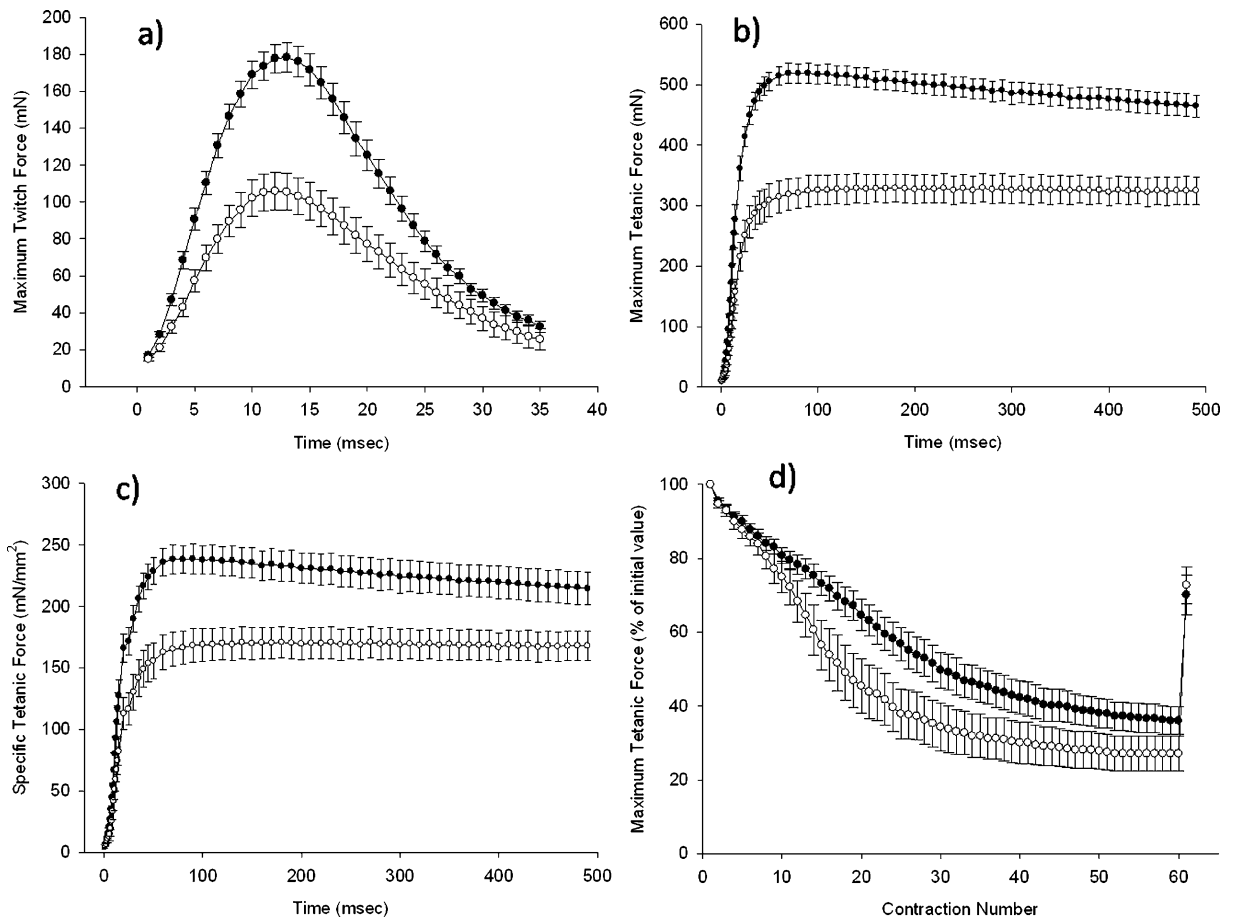 a)
200
180
160
140
120
100
80
60
40
20
0
Maximum Twitch Force (mN)
0 5 10 15 20 25 30 35 40
Time (msec)
b)
600
500
400
300
200
100
0
Maximum Tetanic Force (mN)
0 100 200 300 400 500
Time (msec)
c)
300
250
200
150
100
50
0
Specific Tetanic Force (mN/mm²)
0 100 200 300 400 500
Time (msec)
d)
100
80
60
40
20
0
Maximum Tetanic Force (% of initial value)
0 10 20 30 40 50 60
Contraction Number